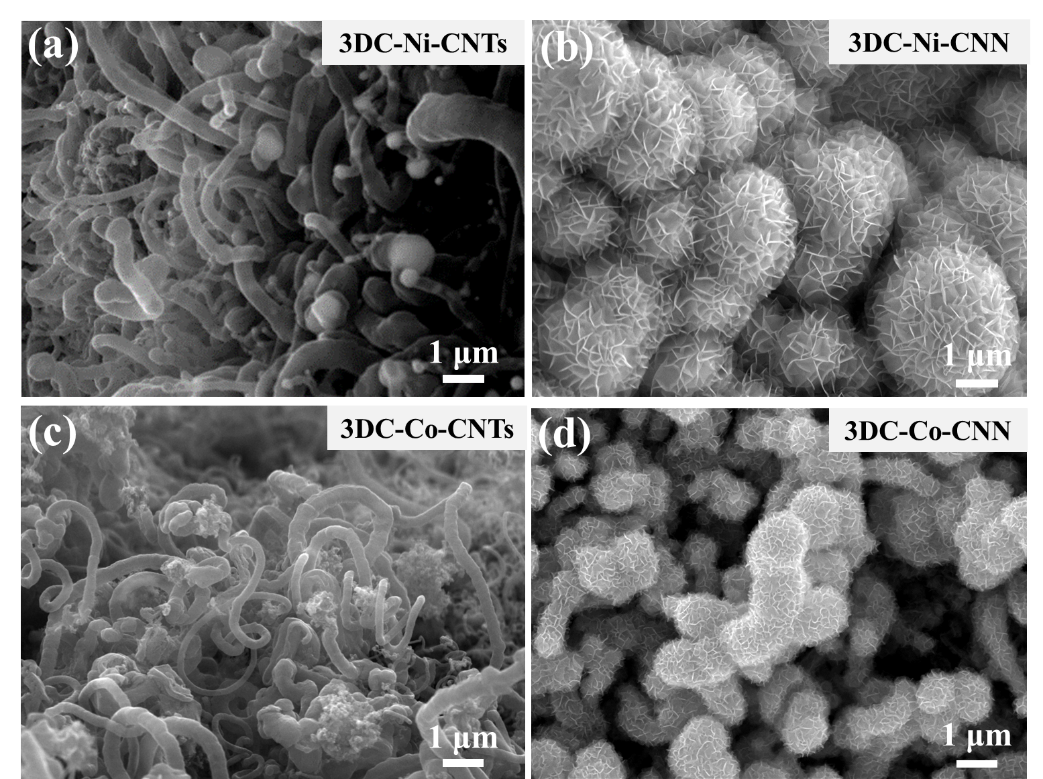 (a)
3DC-Ni-CNTs
1 μm
(b)
3DC-Ni-CNN
1 μm
(c)
3DC-Co-CNTs
1 μm
(d)
3DC-Co-CNN
1 μm